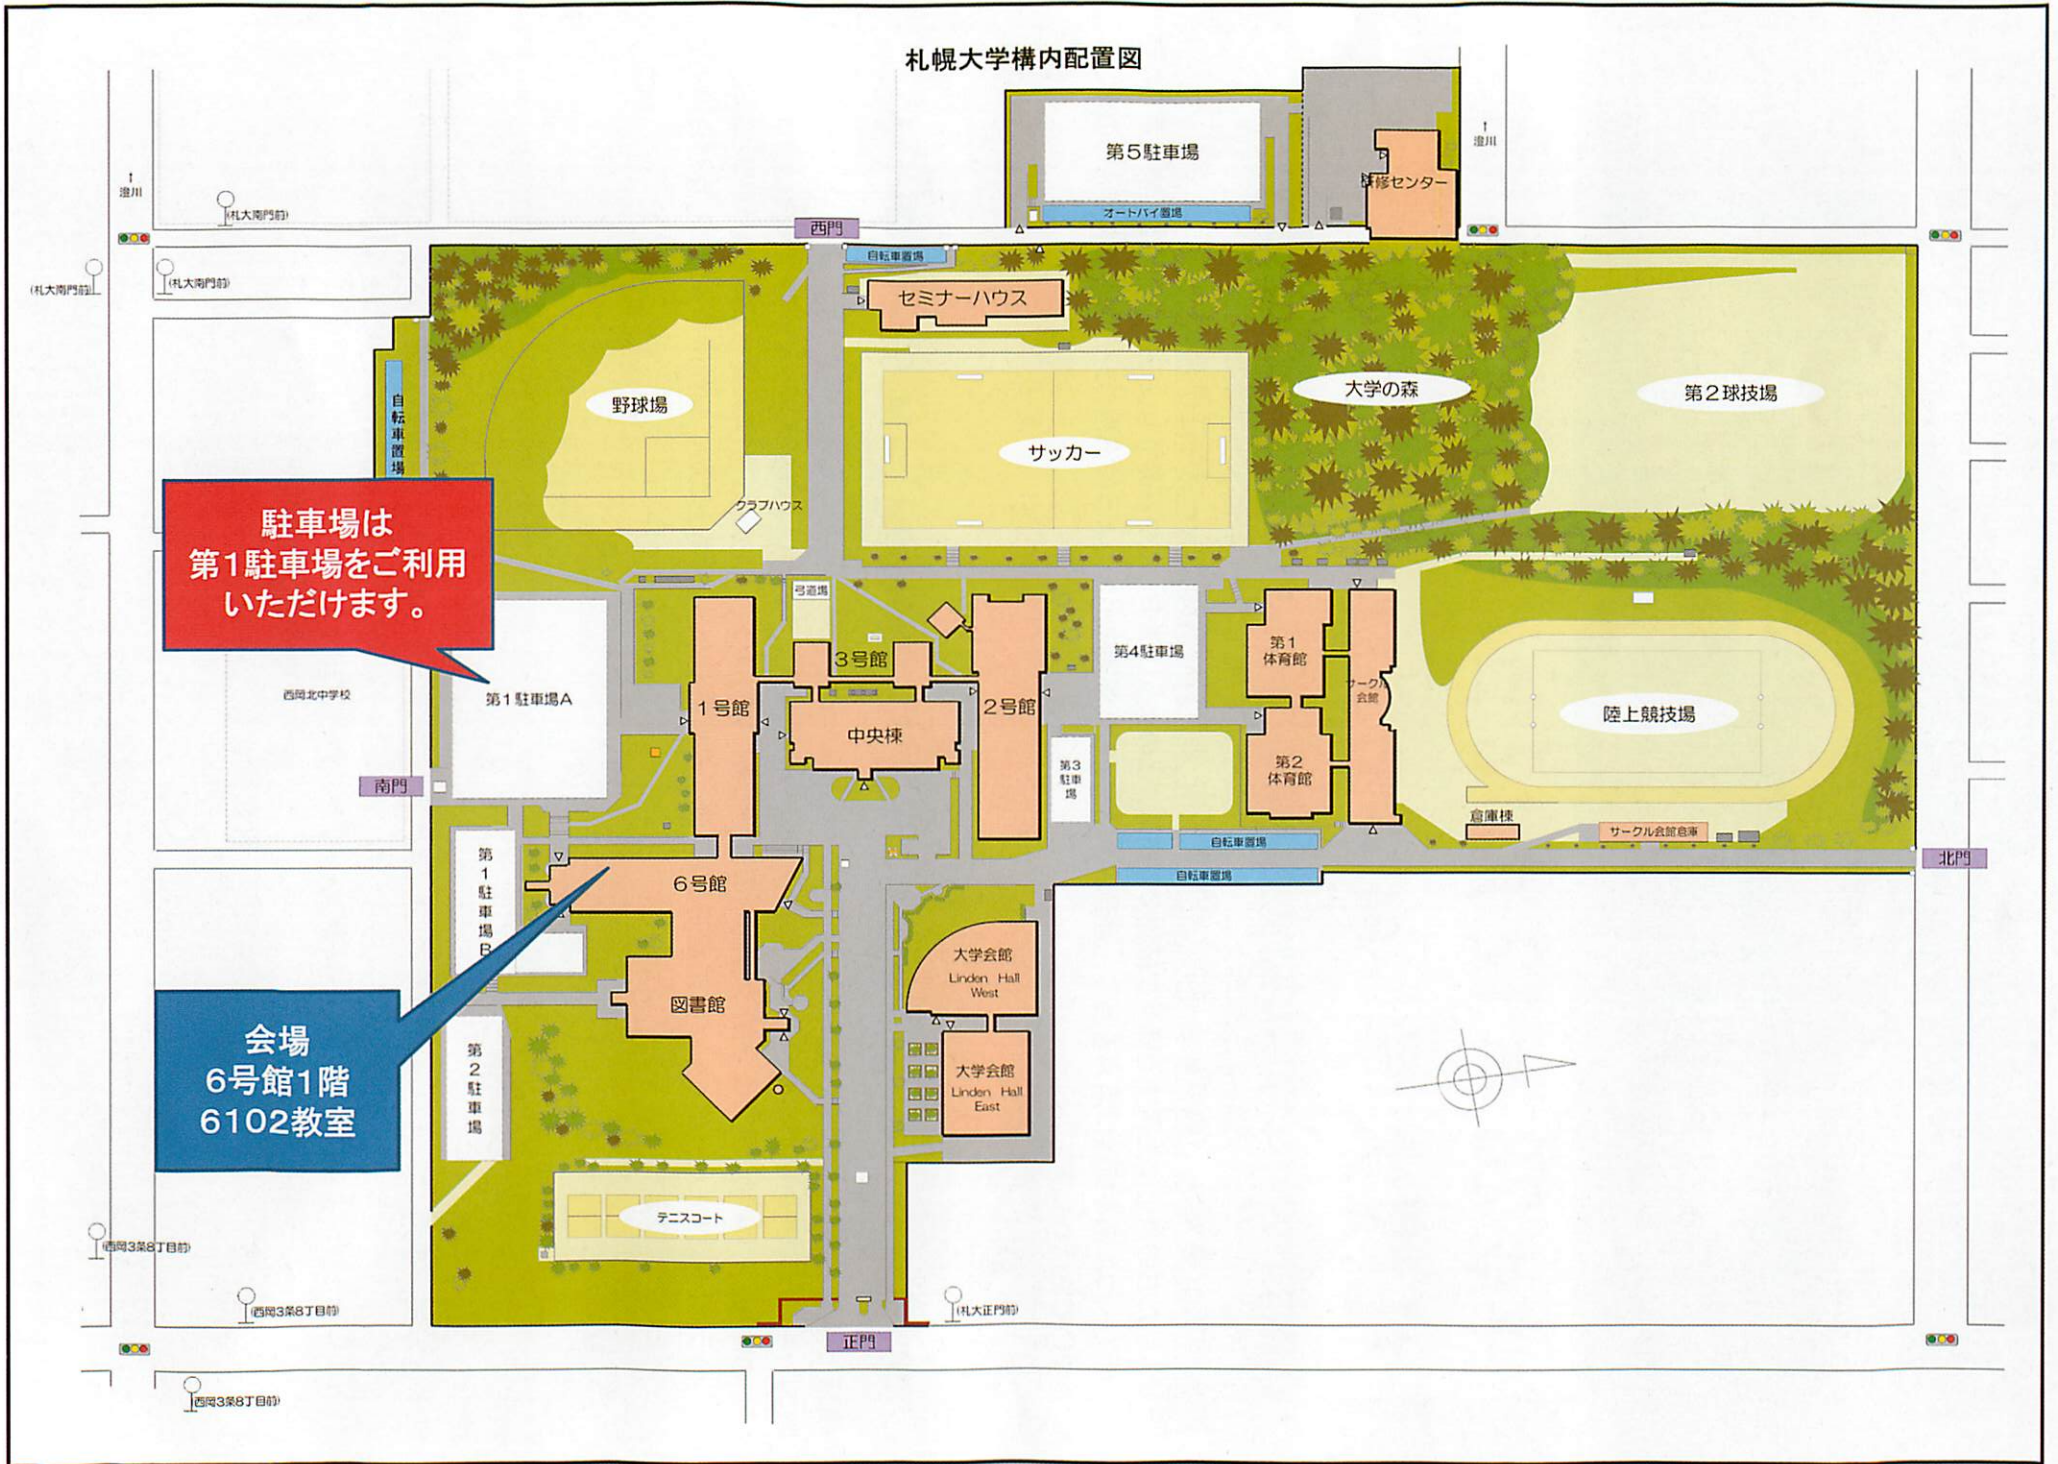 札幌大学構内配置図
第5駐車場
オートバイ置場
研修センター
↑
澄川
↑
澄川
(札大南門前)
(札大南門前)
(札大南門前)
西門
自転車置場
セミナーハウス
自転車置場
野球場
サッカー
大学の森
第2球技場
クラブハウス
駐車場は
第1駐車場をご利用
いただけます。
弓道場
3号館
第4駐車場
第1
体育館
サークル
会館
西岡北中学校
第1駐車場A
1号館
中央棟
2号館
陸上競技場
第3
駐車
場
第2
体育館
南門
倉庫棟
サークル会館倉庫
自転車置場
自転車置場
北門
第1駐車場B
6号館
大学会館
Linden Hall
West
図書館
会場
6号館1階
6102教室
第2駐車場
大学会館
Linden Hall
East
テニスコート
(西岡3条8丁目前)
(西岡3条8丁目前)
(札大正門前)
正門
(西岡3条8丁目前)